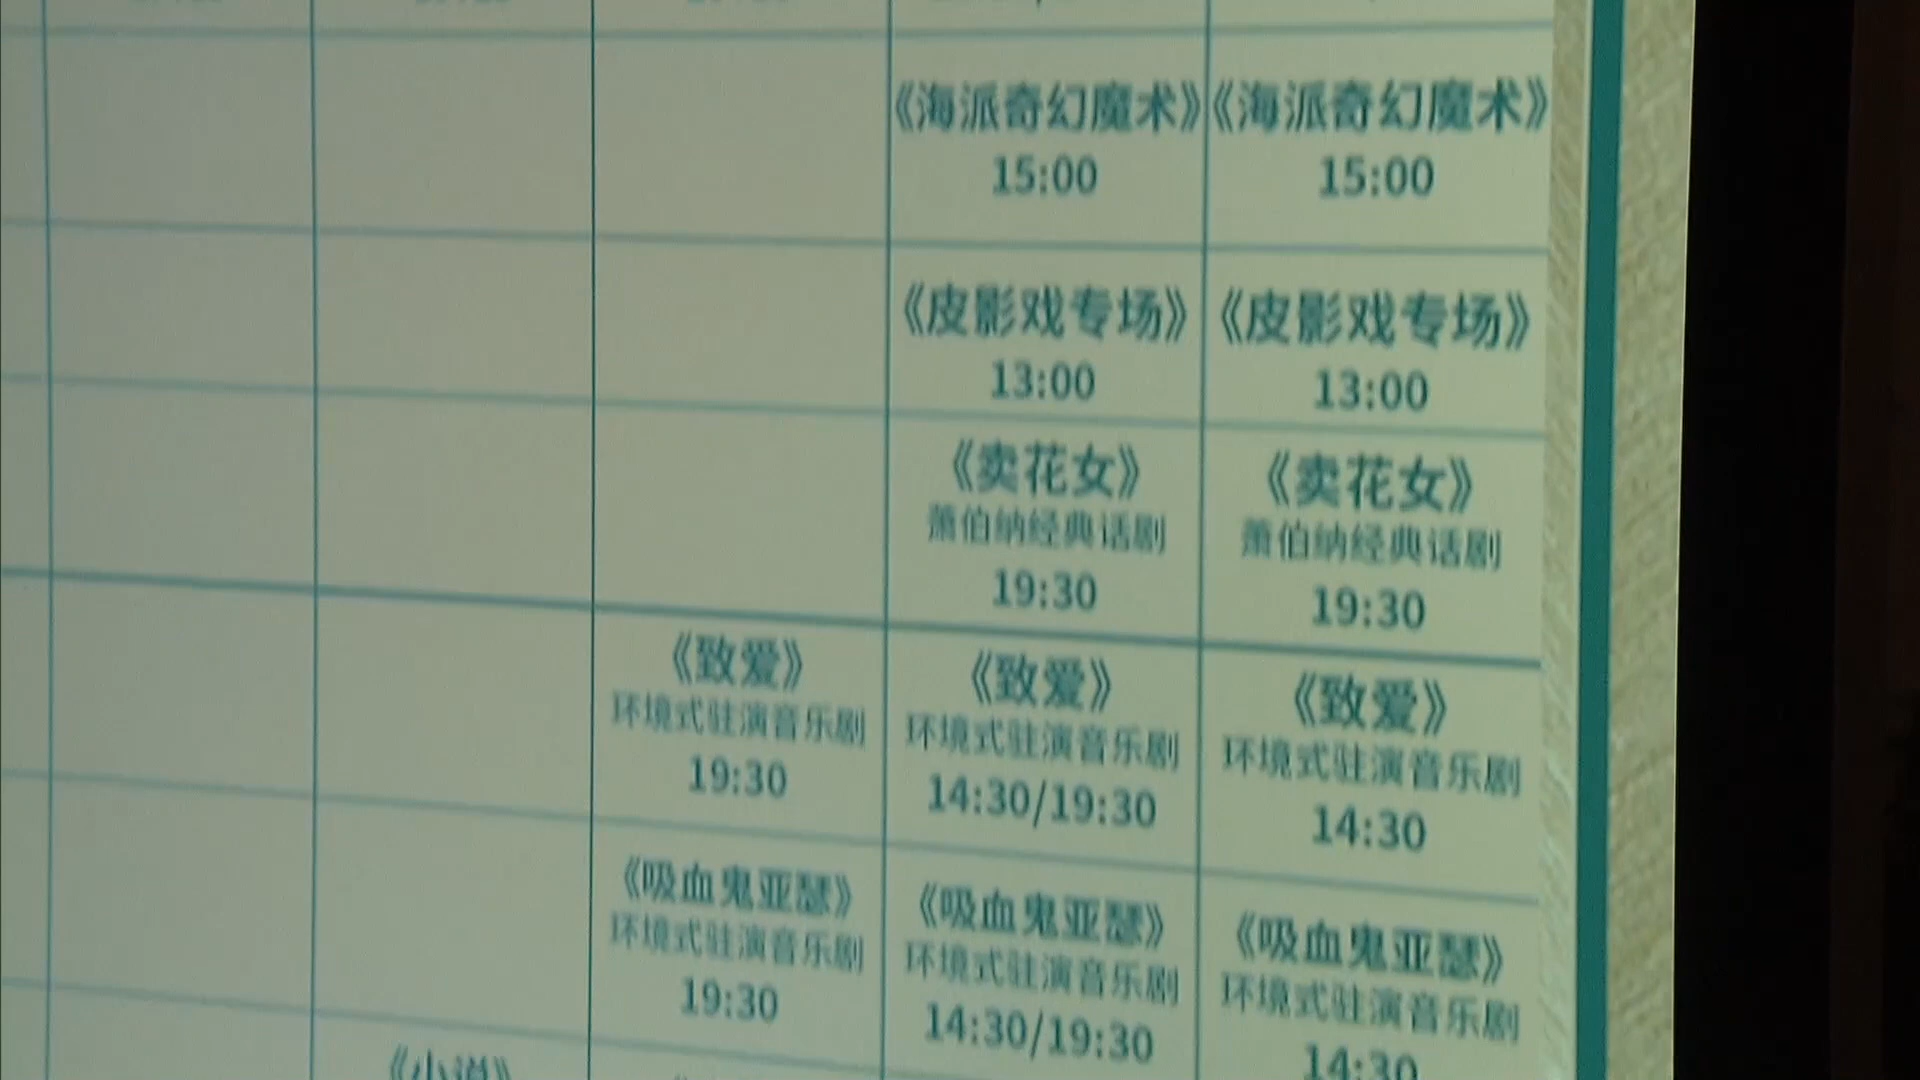 《海派奇幻魔术》 《海派奇幻魔术》
15:00 15:00
《皮影戏专场》 《皮影戏专场》
13:00 13:00
《卖花女》 《卖花女》
萧伯纳经典话剧 萧伯纳经典话剧
19:30 19:30
《致爱》 《致爱》 《致爱》
环境式驻演音乐剧 环境式驻演音乐剧 环境式驻演音乐剧
19:30 14:30/19:30 14:30
《吸血鬼亚瑟》 《吸血鬼亚瑟》 《吸血鬼亚瑟》
环境式驻演音乐剧 环境式驻演音乐剧 环境式驻演音乐剧
19:30 14:30/19:30 14:30
《小说》